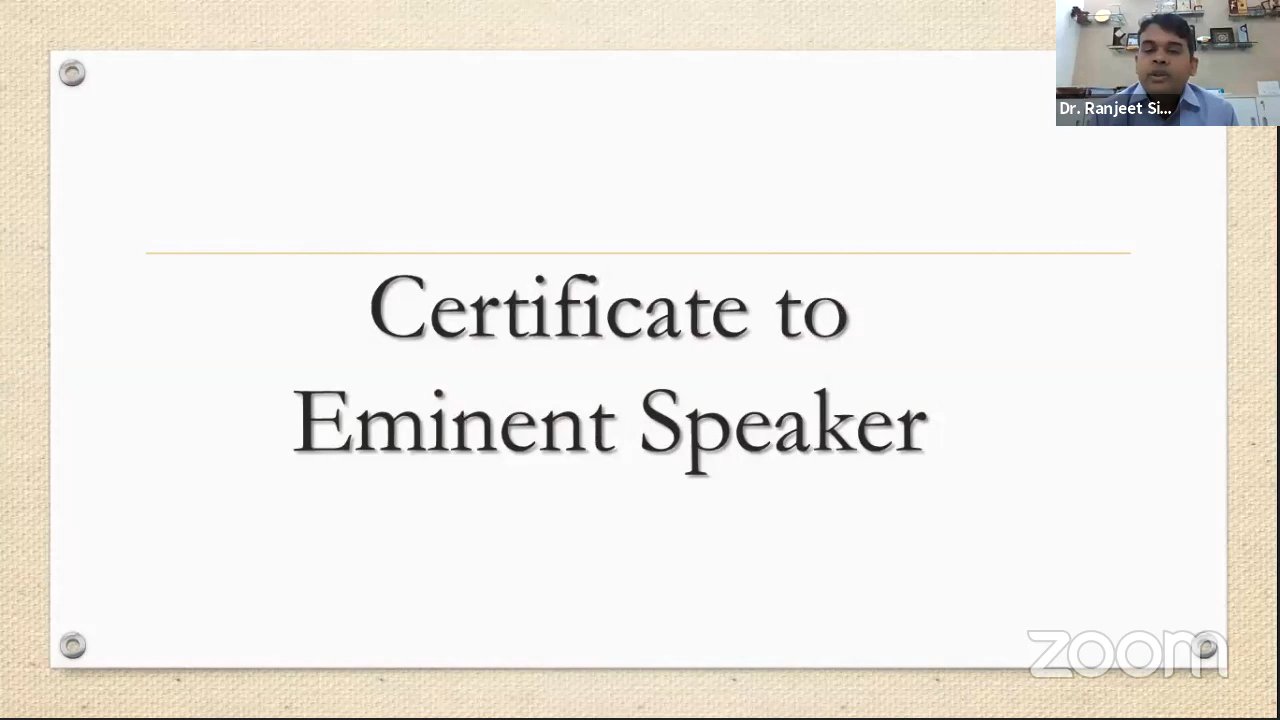 Dr. Ranjeet Si...
Certificate to
Eminent Speaker
zoom